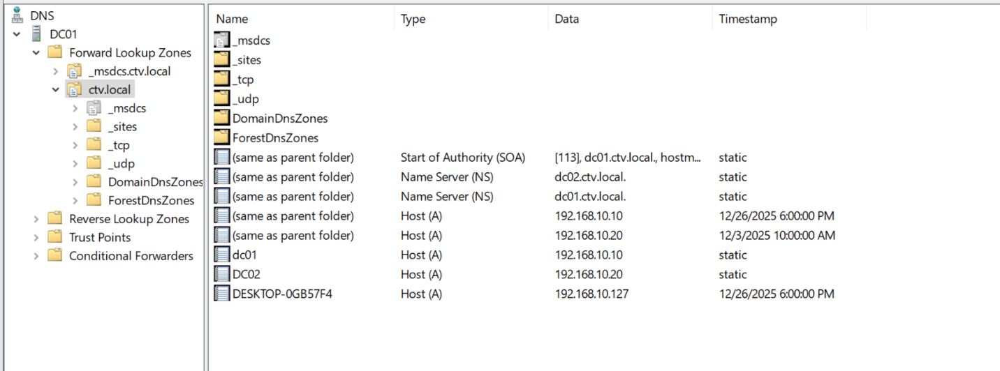 DNS
DC01
Forward Lookup Zones
_msdcs.ctv.local
ctv.local
_msdcs
_sites
_tcp
_udp
DomainDnsZones
ForestDnsZones
Reverse Lookup Zones
Trust Points
Conditional Forwarders
Name Type Data Timestamp
_msdcs
_sites
_tcp
_udp
DomainDnsZones
ForestDnsZones
(same as parent folder) Start of Authority (SOA) [113], dc01.ctv.local., hostm... static
(same as parent folder) Name Server (NS) dc02.ctv.local. static
(same as parent folder) Name Server (NS) dc01.ctv.local. static
(same as parent folder) Host (A) 192.168.10.10 12/26/2025 6:00:00 PM
(same as parent folder) Host (A) 192.168.10.20 12/3/2025 10:00:00 AM
dc01 Host (A) 192.168.10.10 static
DC02 Host (A) 192.168.10.20 static
DESKTOP-0GB57F4 Host (A) 192.168.10.127 12/26/2025 6:00:00 PM